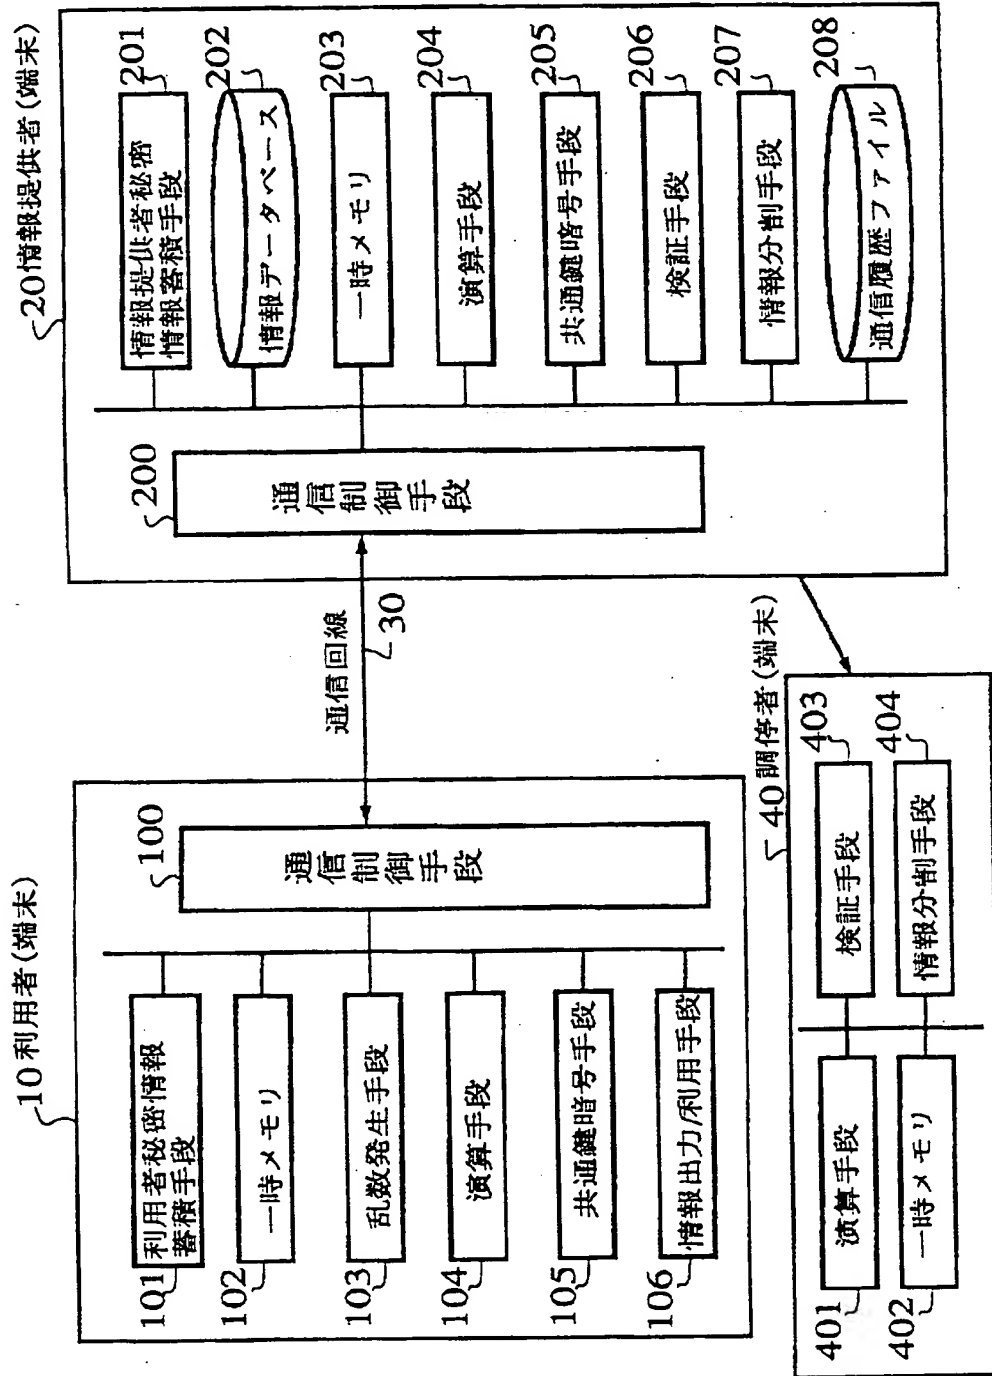 10 利用者(端末)
101
利用者秘密情報
蓄積手段
102
一時メモリ
103
乱数発生手段
104
演算手段
105
共通鍵暗号手段
106
情報出力/利用手段
100
通信制御手段
通信回線
30
20 情報提供者(端末)
200
通信制御手段
情報提供者秘密
情報蓄積手段
201
情報データベース
202
一時メモリ
203
演算手段
204
共通鍵暗号手段
205
検証手段
206
情報分割手段
207
通信履歴ファイル
208
40 調停者(端末)
401
演算手段
402
一時メモリ
検証手段
403
情報分割手段
404